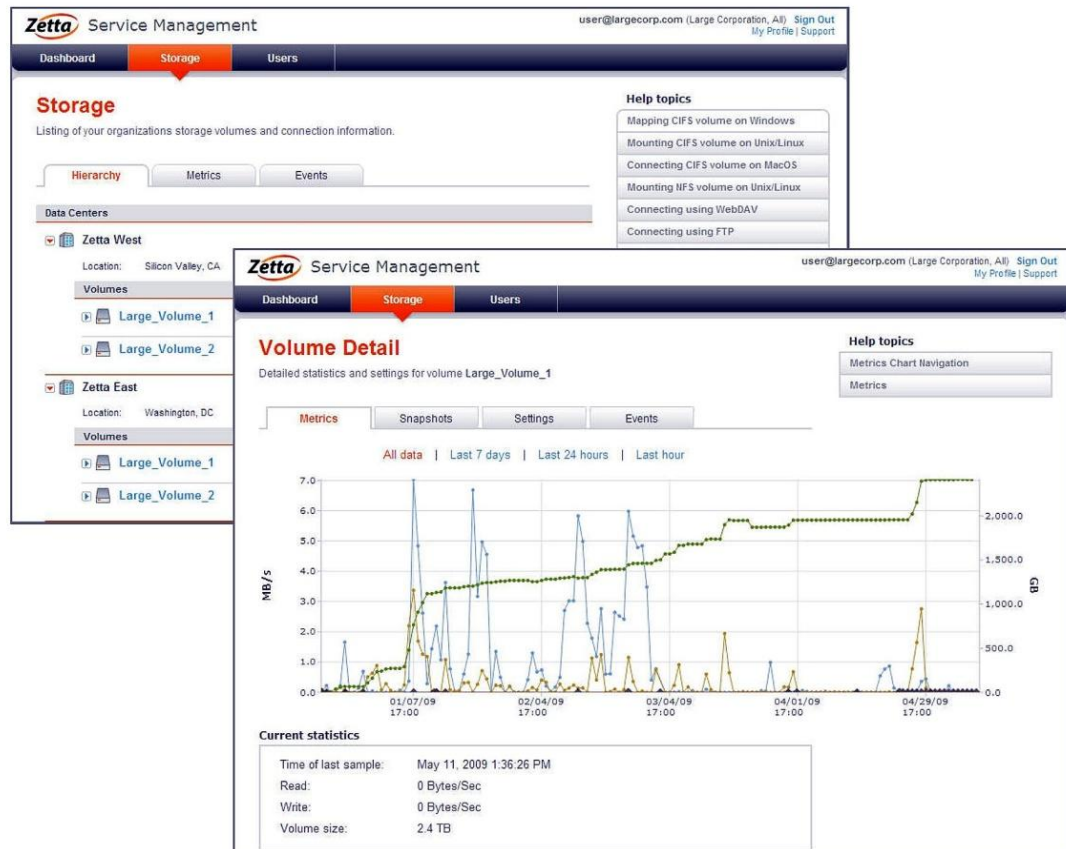 Zetta Service Management
user@largecorp.com (Large Corporation, All) Sign Out
My Profile | Support
Dashboard Storage Users
Storage
Listing of your organizations storage volumes and connection information.
Hierarchy Metrics Events
Data Centers
Zetta West
Location: Silicon Valley, CA
Volumes
Large_Volume_1
Large_Volume_2
Zetta East
Location: Washington, DC
Volumes
Large_Volume_1
Large_Volume_2
Help topics
Mapping CIFS volume on Windows
Mounting CIFS volume on Unix/Linux
Connecting CIFS volume on MacOS
Mounting NFS volume on Unix/Linux
Connecting using WebDAV
Connecting using FTP
Zetta Service Management
user@largecorp.com (Large Corporation, All) Sign Out
My Profile | Support
Dashboard Storage Users
Volume Detail
Detailed statistics and settings for volume Large_Volume_1
Help topics
Metrics Chart Navigation
Metrics
Metrics Snapshots Settings Events
All data | Last 7 days | Last 24 hours | Last hour
7.0
6.0
5.0
4.0
3.0
2.0
1.0
0.0
MB/s
2,000.0
1,500.0
1,000.0
500.0
0.0
GB
01/07/09 02/04/09 03/04/09 04/01/09 04/29/09
17:00 17:00 17:00 17:00 17:00
Current statistics
Time of last sample: May 11, 2009 1:36:26 PM
Read: 0 Bytes/Sec
Write: 0 Bytes/Sec
Volume size: 2.4 TB